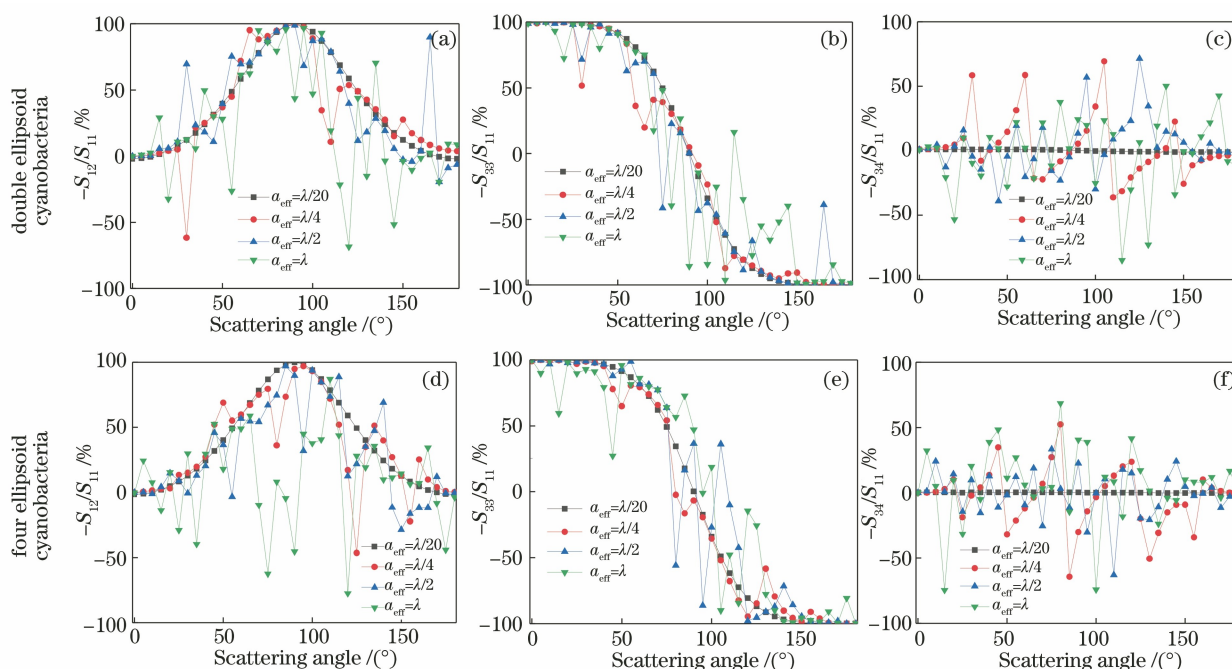 double ellipsoid
cyanobacteria
100
50
0
−50
−100
−S12/S11 /%
(a)
aeff=λ/20
aeff=λ/4
aeff=λ/2
aeff=λ
0 50 100 150
Scattering angle /(°)
100
50
0
−50
−100
−S33/S11 /%
(b)
aeff=λ/20
aeff=λ/4
aeff=λ/2
aeff=λ
0 50 100 150
Scattering angle /(°)
100
50
0
−50
−100
−S34/S11 /%
(c)
aeff=λ/20
aeff=λ/4
aeff=λ/2
aeff=λ
0 50 100 150
Scattering angle /(°)
four ellipsoid
cyanobacteria
100
50
0
−50
−100
−S12/S11 /%
(d)
aeff=λ/20
aeff=λ/4
aeff=λ/2
aeff=λ
0 50 100 150
Scattering angle /(°)
100
50
0
−50
−100
−S33/S11 /%
(e)
aeff=λ/20
aeff=λ/4
aeff=λ/2
aeff=λ
0 50 100 150
Scattering angle /(°)
100
50
0
−50
−100
−S34/S11 /%
(f)
aeff=λ/20
aeff=λ/4
aeff=λ/2
aeff=λ
0 50 100 150
Scattering angle /(°)